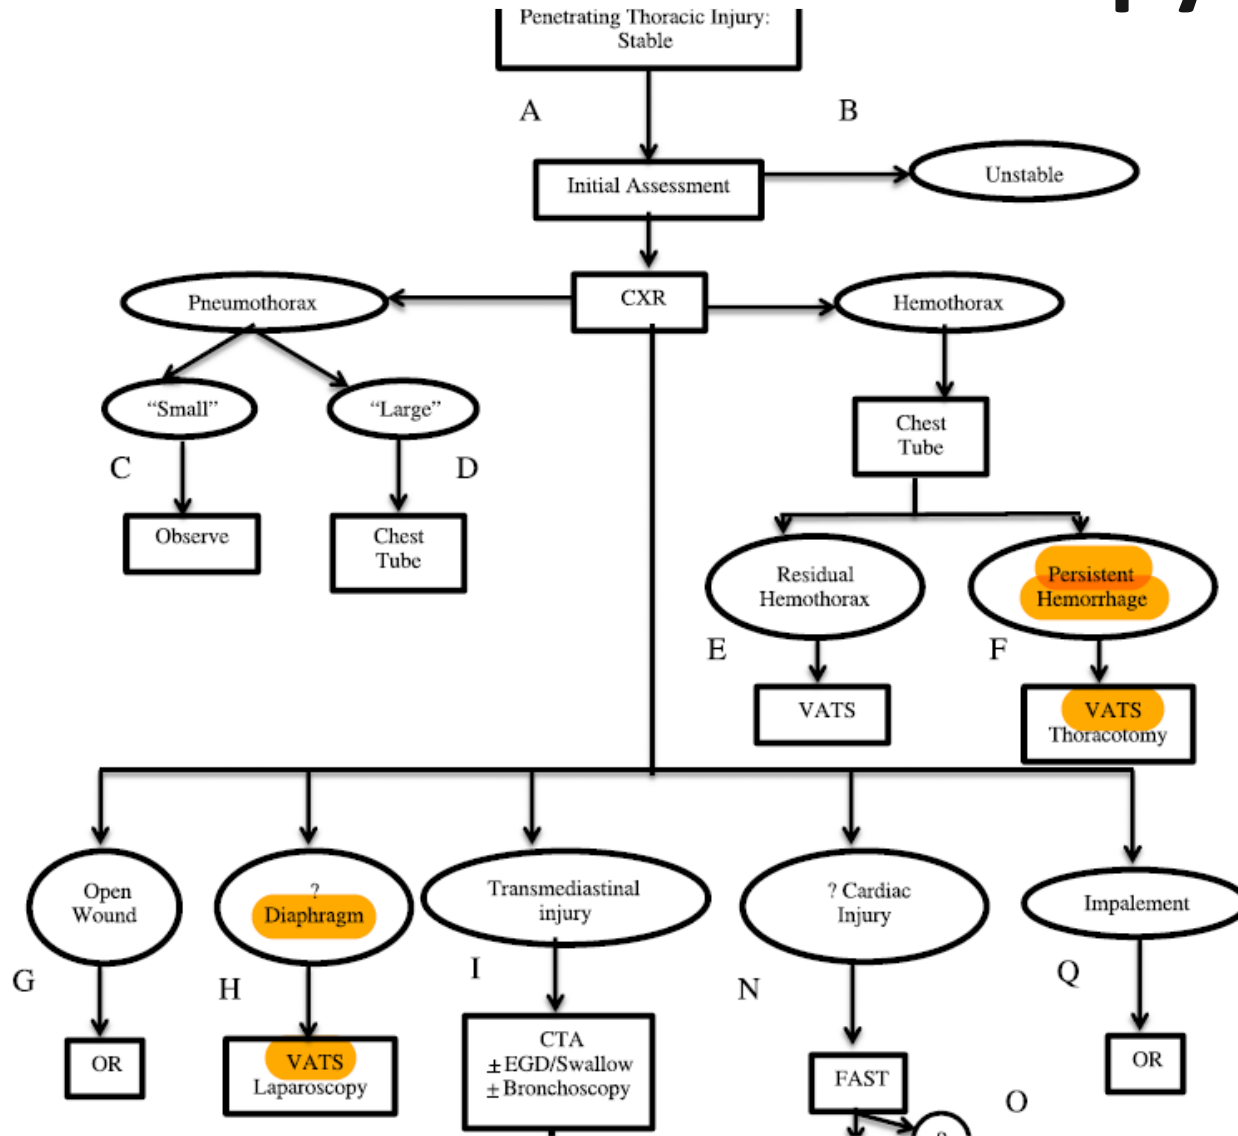 Penetrating Thoracic Injury:
Stable
A
B
Initial Assessment
Unstable
Pneumothorax
CXR
Hemothorax
“Small”
“Large”
Chest
Tube
C
D
Observe
Chest
Tube
Residual
Hemothorax
Persistent
Hemorrhage
E
F
VATS
VATS
Thoracotomy
Open
Wound
?
Diaphragm
Transmediastinal
injury
? Cardiac
Injury
Impalement
G
H
I
N
Q
OR
VATS
Laparoscopy
CTA
±EGD/Swallow
±Bronchoscopy
FAST
OR
O